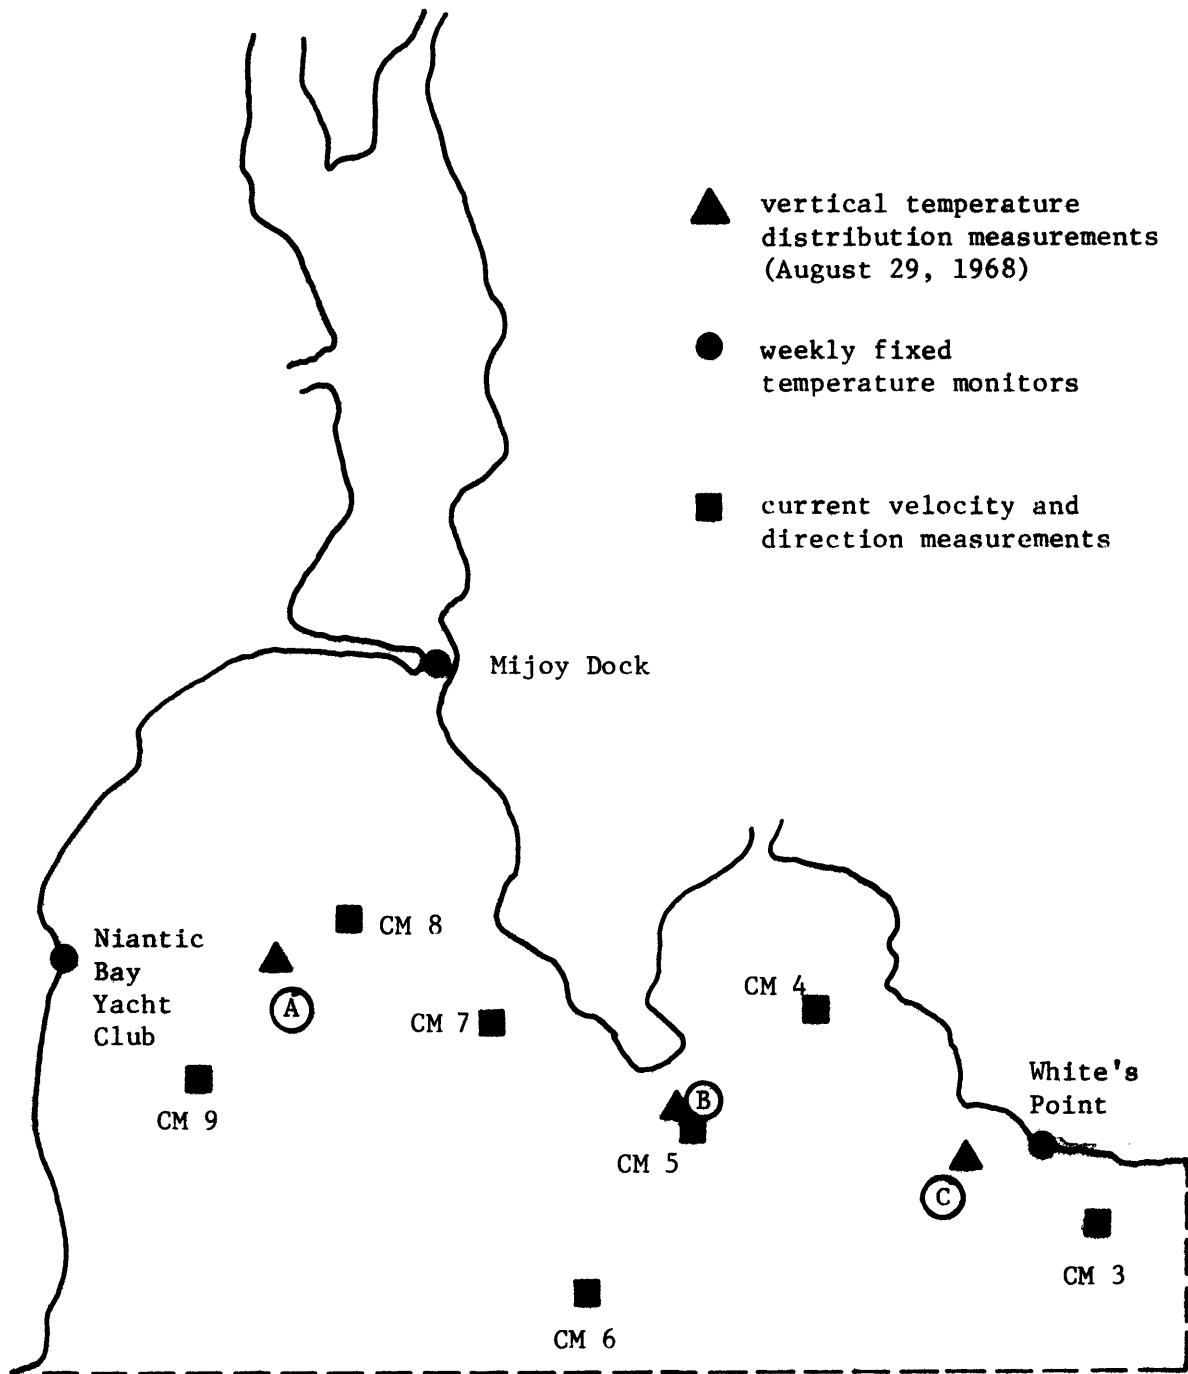 vertical temperature
distribution measurements
(August 29, 1968)
weekly fixed
temperature monitors
current velocity and
direction measurements
Mijoy Dock
CM 8
Niantic
Bay
Yacht
Club
A
CM 7
CM 4
CM 9
B
CM 5
White's
Point
C
CM 3
CM 6